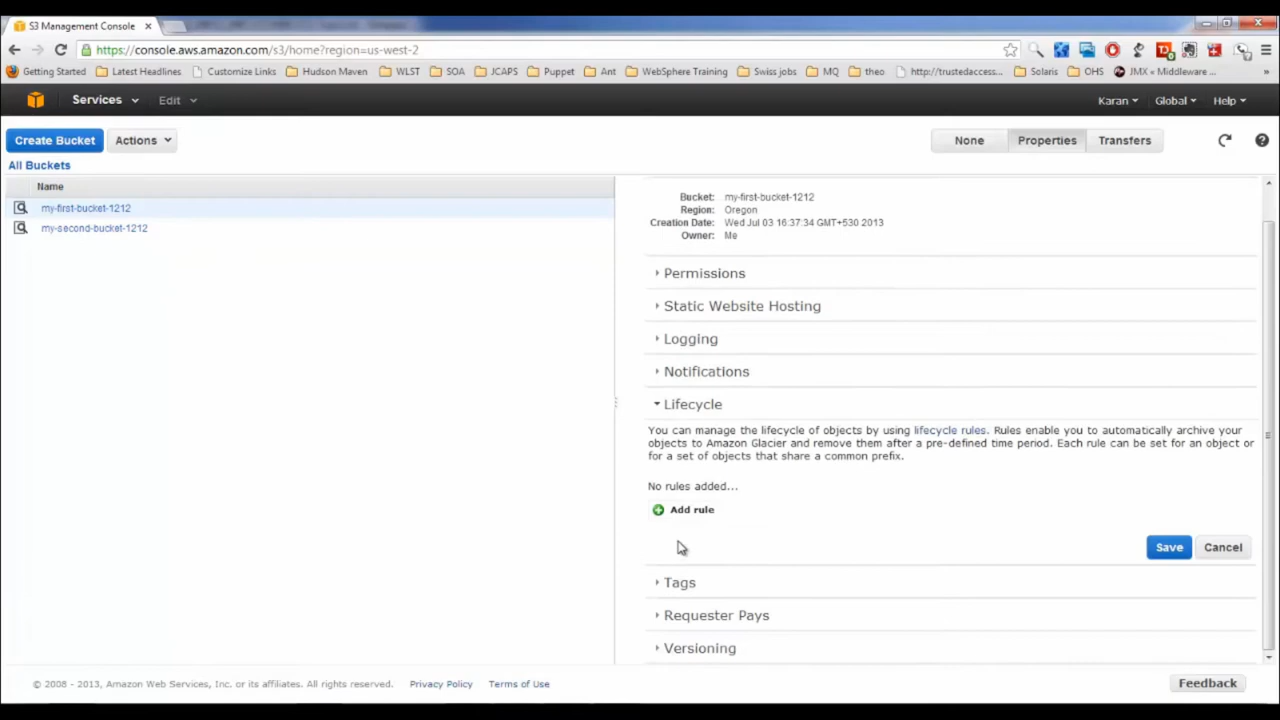 S3 Management Console
https://console.aws.amazon.com/s3/home?region=us-west-2
Getting Started Latest Headlines Customize Links Hudson Maven WLST SOA JCAPS Puppet Ant WebSphere Training Swiss jobs MQ theo http://trustedaccess... Solaris OHS JMX « Middleware ... »
Services Edit Karan Global Help
Create Bucket Actions None Properties Transfers
All Buckets
Name
my-first-bucket-1212
my-second-bucket-1212
Bucket: my-first-bucket-1212
Region: Oregon
Creation Date: Wed Jul 03 16:37:34 GMT+530 2013
Owner: Me
Permissions
Static Website Hosting
Logging
Notifications
Lifecycle
You can manage the lifecycle of objects by using lifecycle rules. Rules enable you to automatically archive your
objects to Amazon Glacier and remove them after a pre-defined time period. Each rule can be set for an object or
for a set of objects that share a common prefix.
No rules added...
Add rule
Save Cancel
Tags
Requester Pays
Versioning
© 2008 - 2013, Amazon Web Services, Inc. or its affiliates. All rights reserved. Privacy Policy Terms of Use Feedback